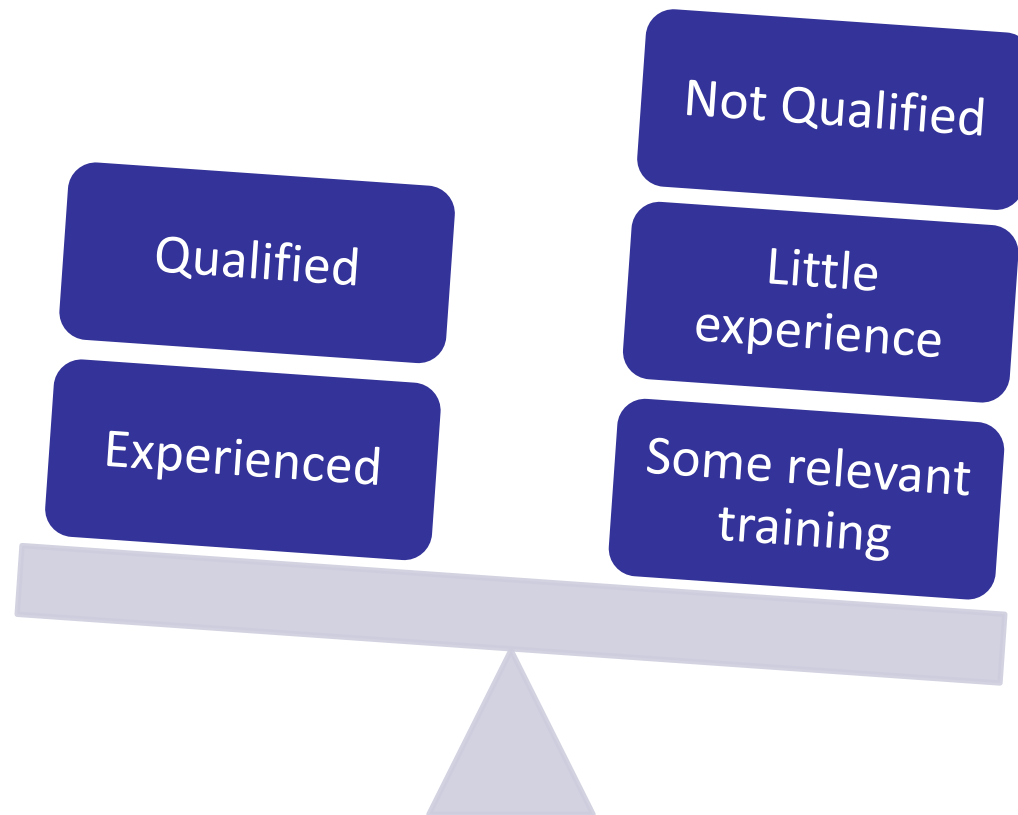 Qualified
Experienced
Not Qualified
Little
experience
Some relevant
training